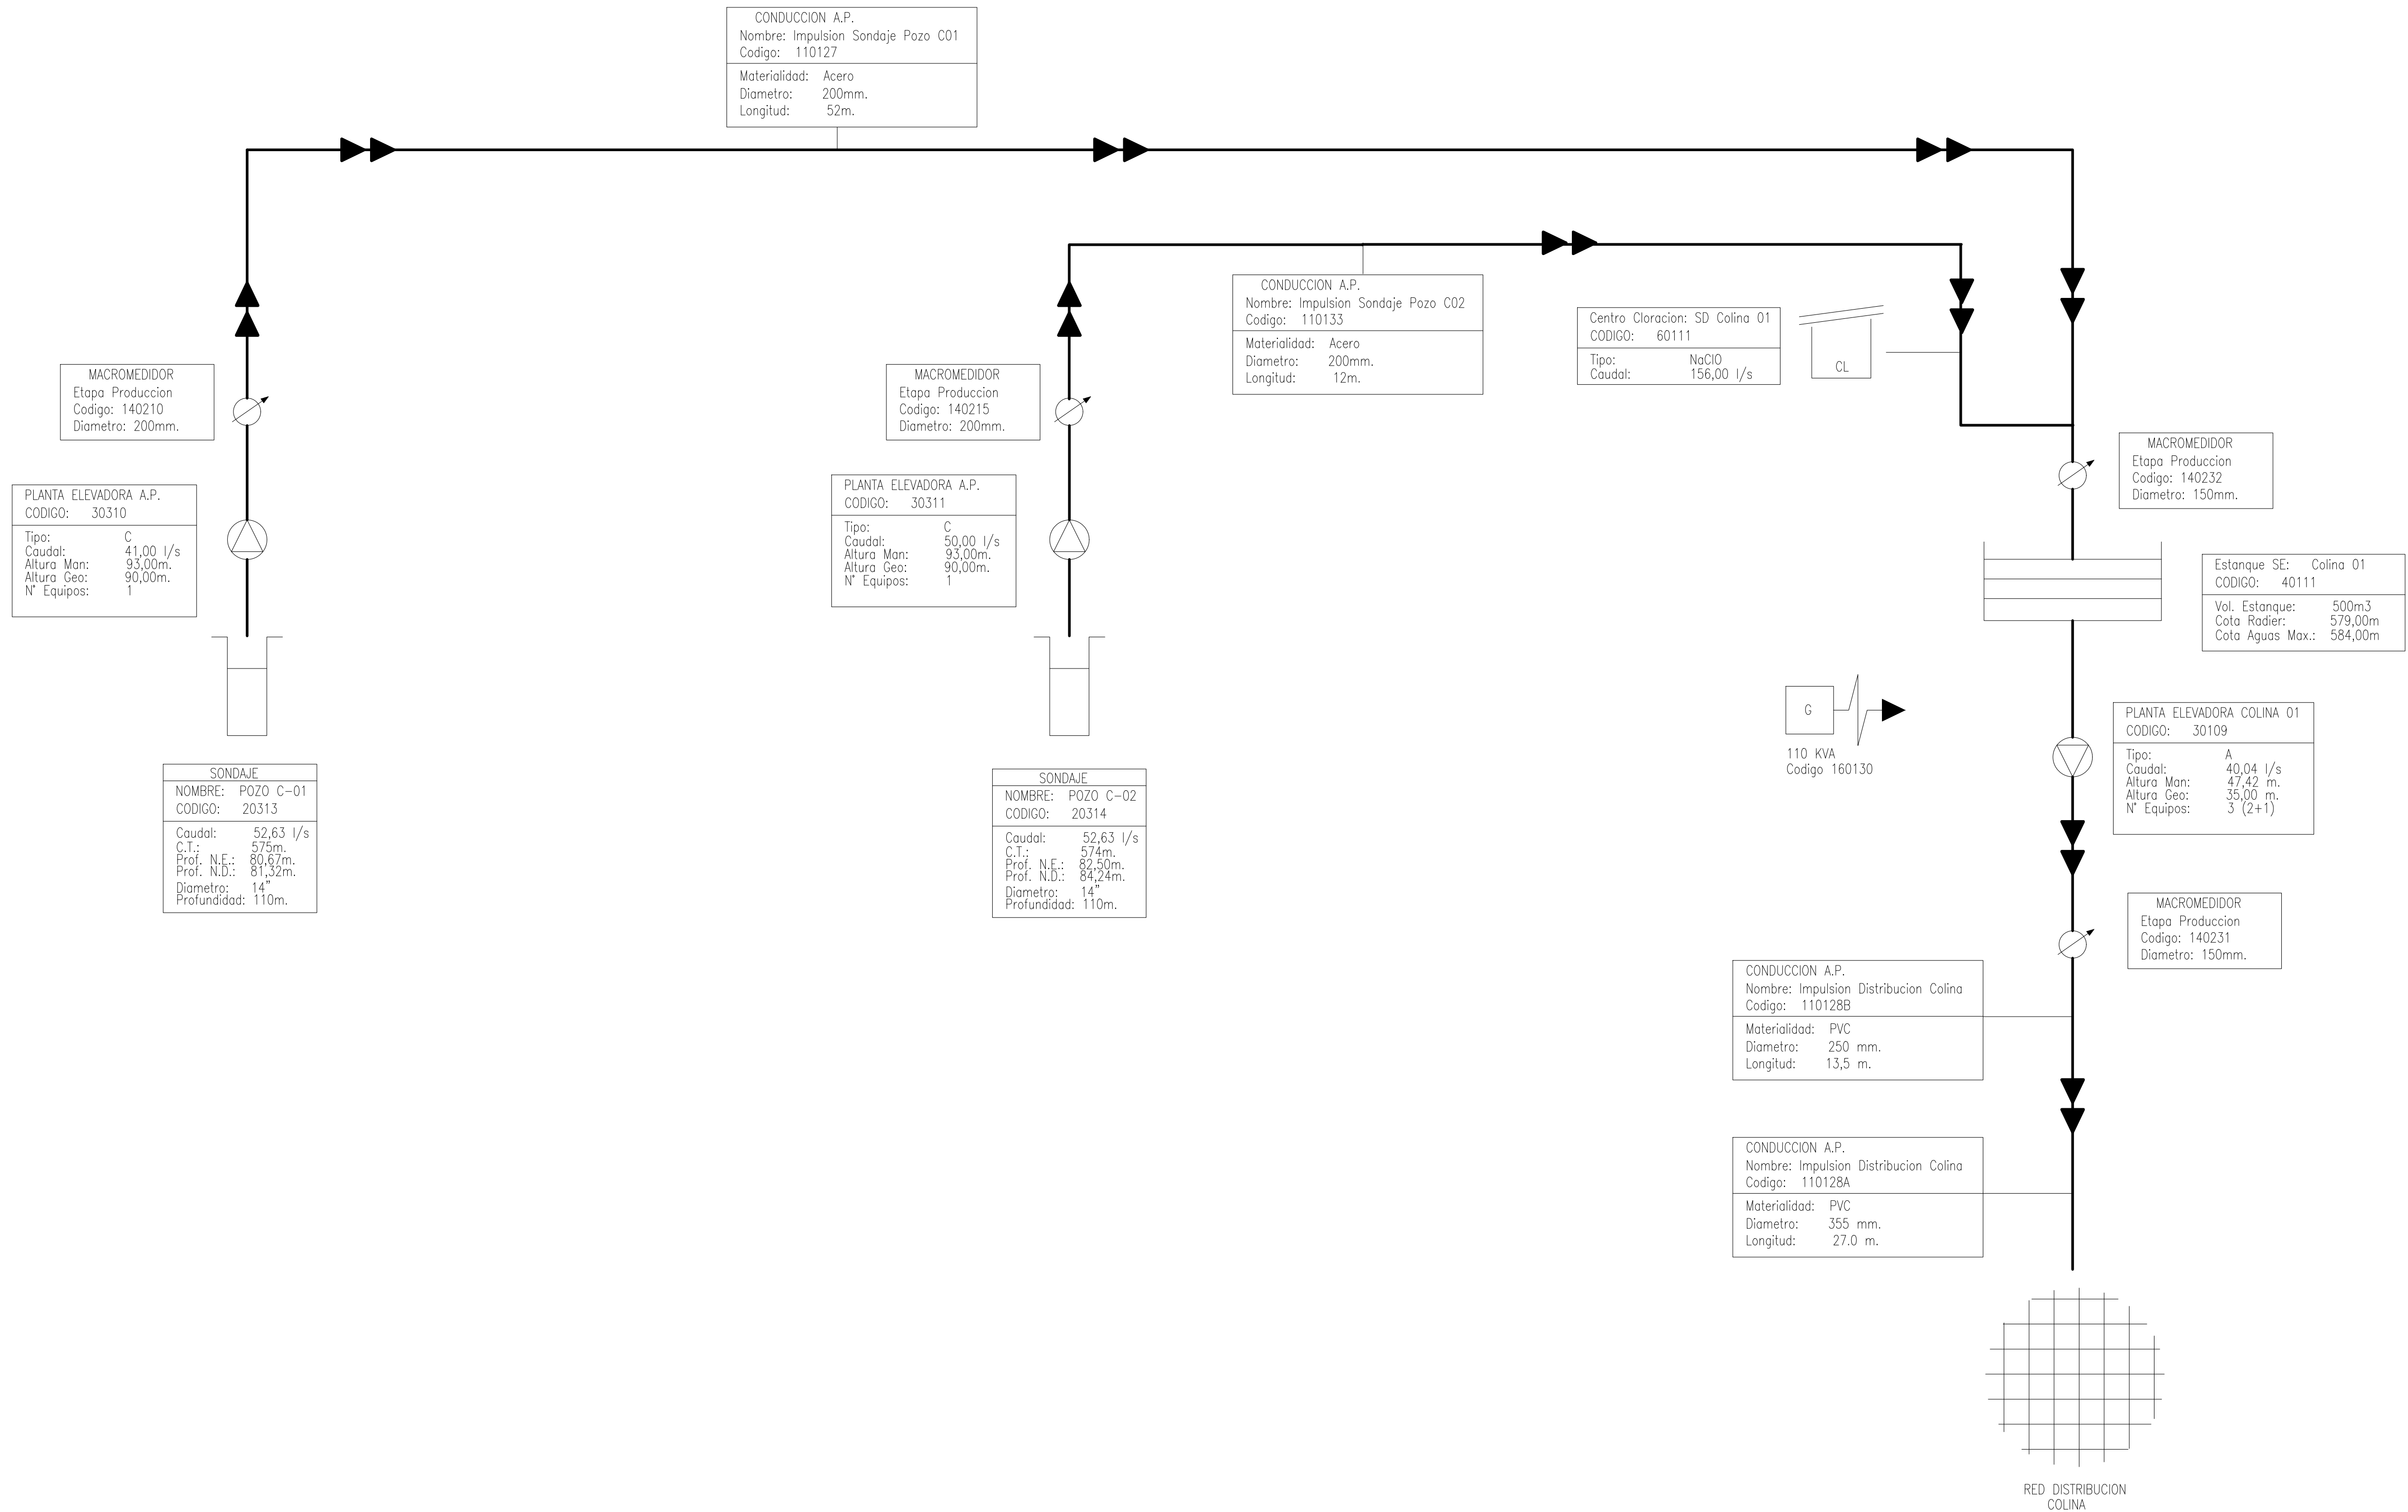 CONDUCCION A.P.
Nombre: Impulsion Sondaje Pozo C01
Codigo: 110127
Materialidad: Acero
Diametro: 200mm.
Longitud: 52m.
CONDUCCION A.P.
Nombre: Impulsion Sondaje Pozo C02
Codigo: 110133
Materialidad: Acero
Diametro: 200mm.
Longitud: 12m.
Centro Cloracion: SD Colina 01
CODIGO: 60111
Tipo: NaClO
Caudal: 156,00 l/s
CL
MACROMEDIDOR
Etapa Produccion
Codigo: 140210
Diametro: 200mm.
MACROMEDIDOR
Etapa Produccion
Codigo: 140215
Diametro: 200mm.
MACROMEDIDOR
Etapa Produccion
Codigo: 140232
Diametro: 150mm.
PLANTA ELEVADORA A.P.
CODIGO: 30310
Tipo: C
Caudal: 41,00 l/s
Altura Man: 93,00m.
Altura Geo: 90,00m.
N° Equipos: 1
PLANTA ELEVADORA A.P.
CODIGO: 30311
Tipo: C
Caudal: 50,00 l/s
Altura Man: 93,00m.
Altura Geo: 90,00m.
N° Equipos: 1
Estanque SE: Colina 01
CODIGO: 40111
Vol. Estanque: 500m3
Cota Radier: 579,00m
Cota Aguas Max.: 584,00m
G
110 KVA
Codigo 160130
PLANTA ELEVADORA COLINA 01
CODIGO: 30109
Tipo: A
Caudal: 40,04 l/s
Altura Man: 47,42 m.
Altura Geo: 35,00 m.
N° Equipos: 3 (2+1)
SONDAJE
NOMBRE: POZO C-01
CODIGO: 20313
Caudal: 52,63 l/s
C.T.: 575m.
Prof. N.E.: 80,67m.
Prof. N.D.: 81,32m.
Diametro: 14"
Profundidad: 110m.
SONDAJE
NOMBRE: POZO C-02
CODIGO: 20314
Caudal: 52,63 l/s
C.T.: 574m.
Prof. N.E.: 82,50m.
Prof. N.D.: 84,24m.
Diametro: 14"
Profundidad: 110m.
MACROMEDIDOR
Etapa Produccion
Codigo: 140231
Diametro: 150mm.
CONDUCCION A.P.
Nombre: Impulsion Distribucion Colina
Codigo: 110128B
Materialidad: PVC
Diametro: 250 mm.
Longitud: 13,5 m.
CONDUCCION A.P.
Nombre: Impulsion Distribucion Colina
Codigo: 110128A
Materialidad: PVC
Diametro: 355 mm.
Longitud: 27.0 m.
RED DISTRIBUCION
COLINA